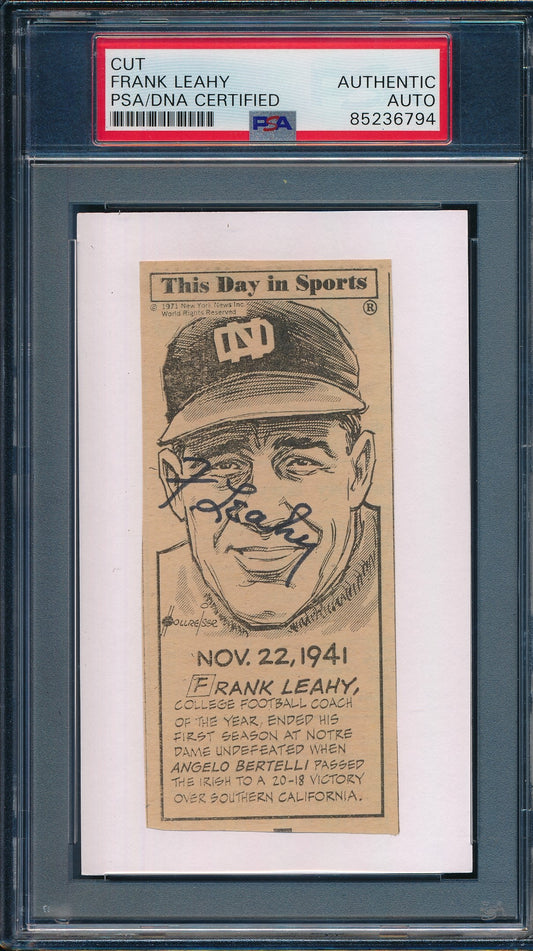 CUT
FRANK LEAHY
PSA/DNA CERTIFIED
AUTHENTIC
AUTO
85236794
PSA
This Day in Sports
© 1971 New York News Inc.
World Rights Reserved
®
ND
F Leahy
HOLLREISER
NOV. 22, 1941
FRANK LEAHY,
COLLEGE FOOTBALL COACH
OF THE YEAR, ENDED HIS
FIRST SEASON AT NOTRE
DAME UNDEFEATED WHEN
ANGELO BERTELLI PASSED
THE IRISH TO A 20-18 VICTORY
OVER SOUTHERN CALIFORNIA.